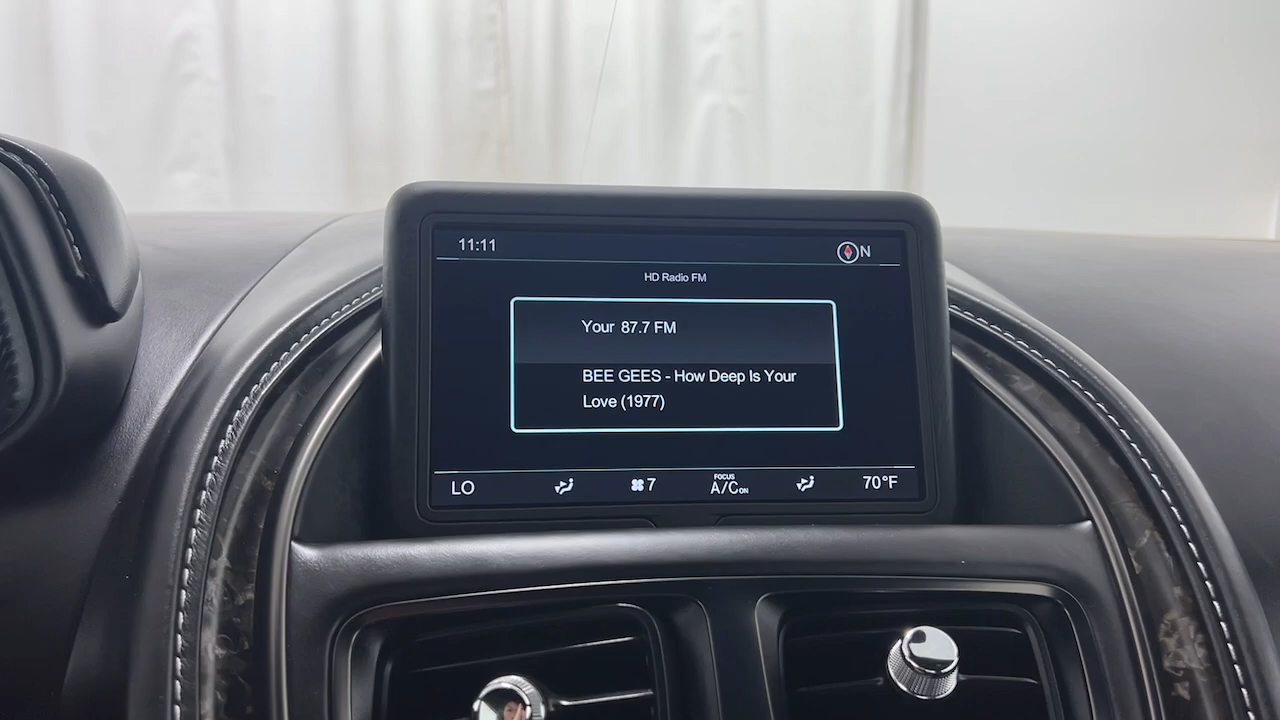 11:11
N
HD Radio FM
Your 87.7 FM
BEE GEES - How Deep Is Your
Love (1977)
LO
7
FOCUS
A/C ON
70°F